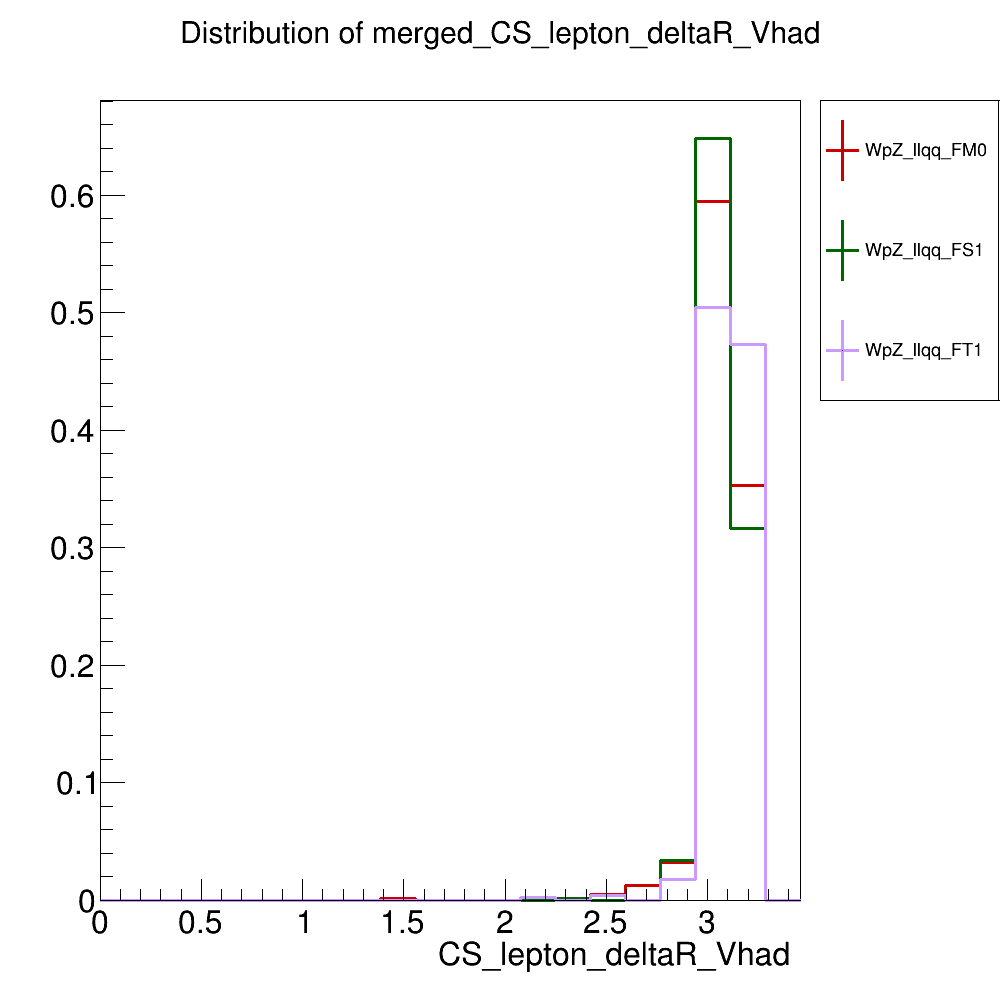 Distribution of merged_CS_lepton_deltaR_Vhad
WpZ_llqq_FM0
WpZ_llqq_FS1
WpZ_llqq_FT1
0.6
0.5
0.4
0.3
0.2
0.1
0
0 0.5 1 1.5 2 2.5 3
CS_lepton_deltaR_Vhad